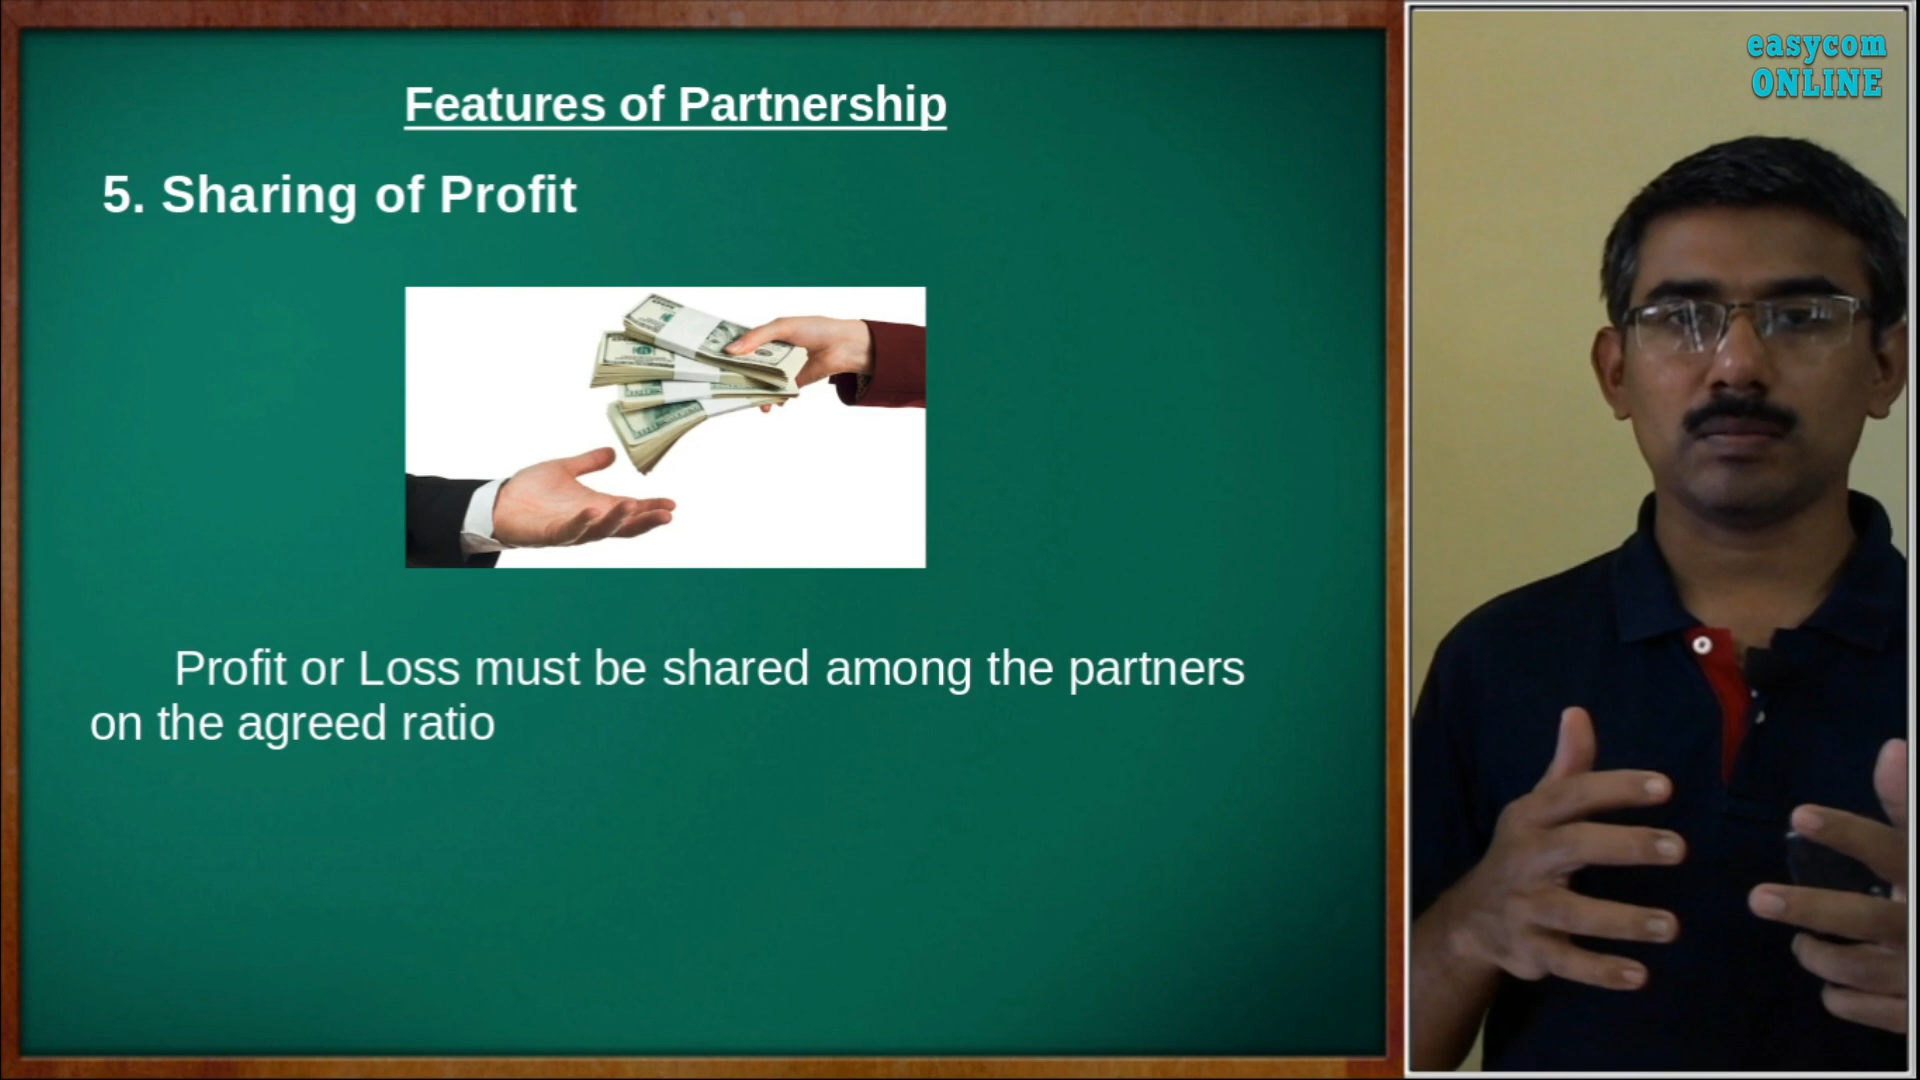 Features of Partnership
5. Sharing of Profit
Profit or Loss must be shared among the partners
on the agreed ratio
easycom
ONLINE